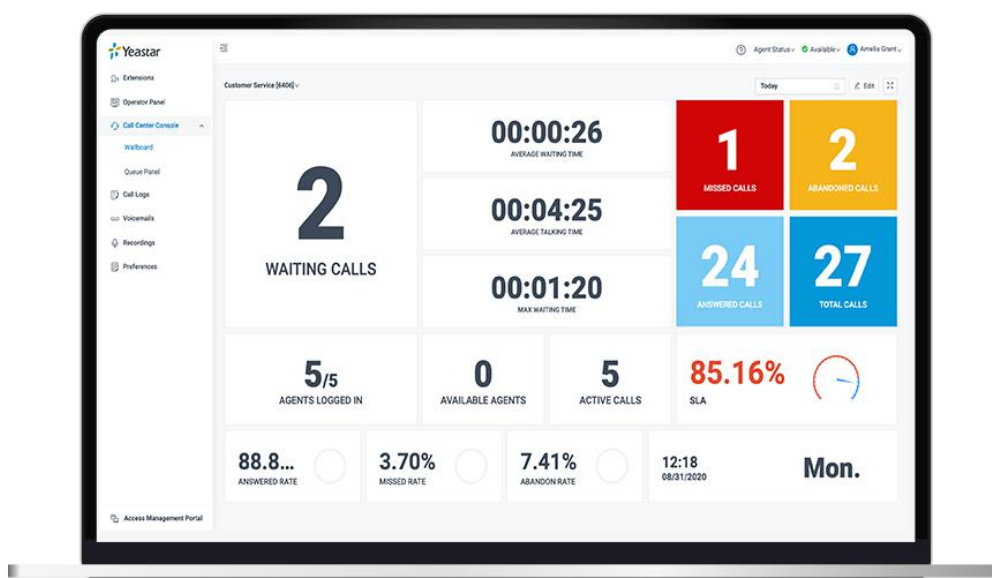 Yeastar
Agent Status
Available
Amelia Grant
Extensions
Operator Panel
Call Center Console
Wallboard
Queue Panel
Call Logs
Voicemails
Recordings
Preferences
Access Management Portal
Customer Service [6406]
Today
Edit
2
WAITING CALLS
00:00:26
AVERAGE WAITING TIME
00:04:25
AVERAGE TALKING TIME
00:01:20
MAX WAITING TIME
1
MISSED CALLS
2
ABANDONED CALLS
24
ANSWERED CALLS
27
TOTAL CALLS
5/5
AGENTS LOGGED IN
0
AVAILABLE AGENTS
5
ACTIVE CALLS
85.16%
SLA
88.8...
ANSWERED RATE
3.70%
MISSED RATE
7.41%
ABANDON RATE
12:18
08/31/2020
Mon.